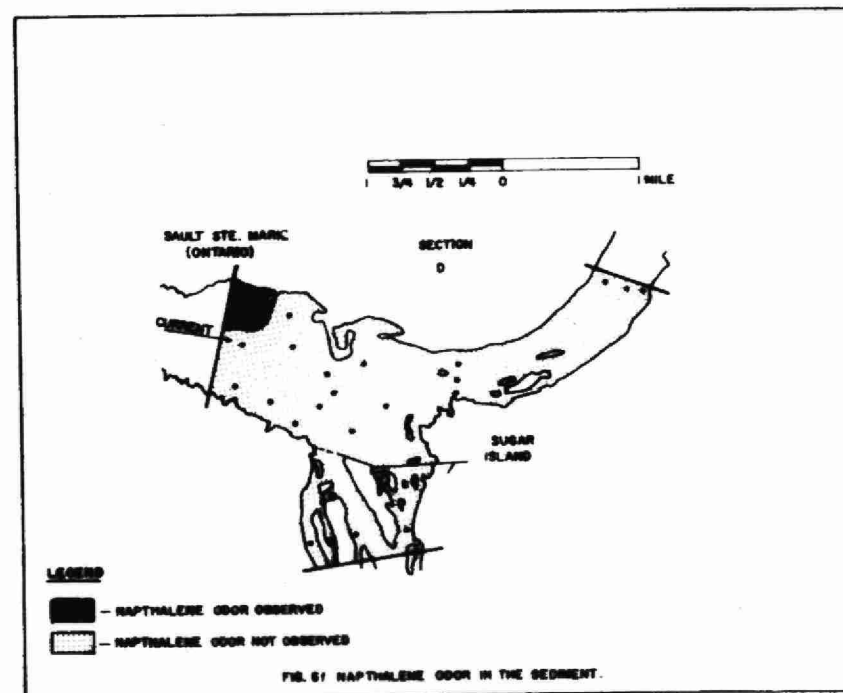 1 3/4 1/2 1/4 0 1 MILE
SAULT STE. MARIE
(ONTARIO)
SECTION
D
CURRENT
SUGAR
ISLAND
LEGEND
- NAPTHALENE ODOR OBSERVED
- NAPTHALENE ODOR NOT OBSERVED
FIG. 61 NAPTHALENE ODOR IN THE SEDIMENT.